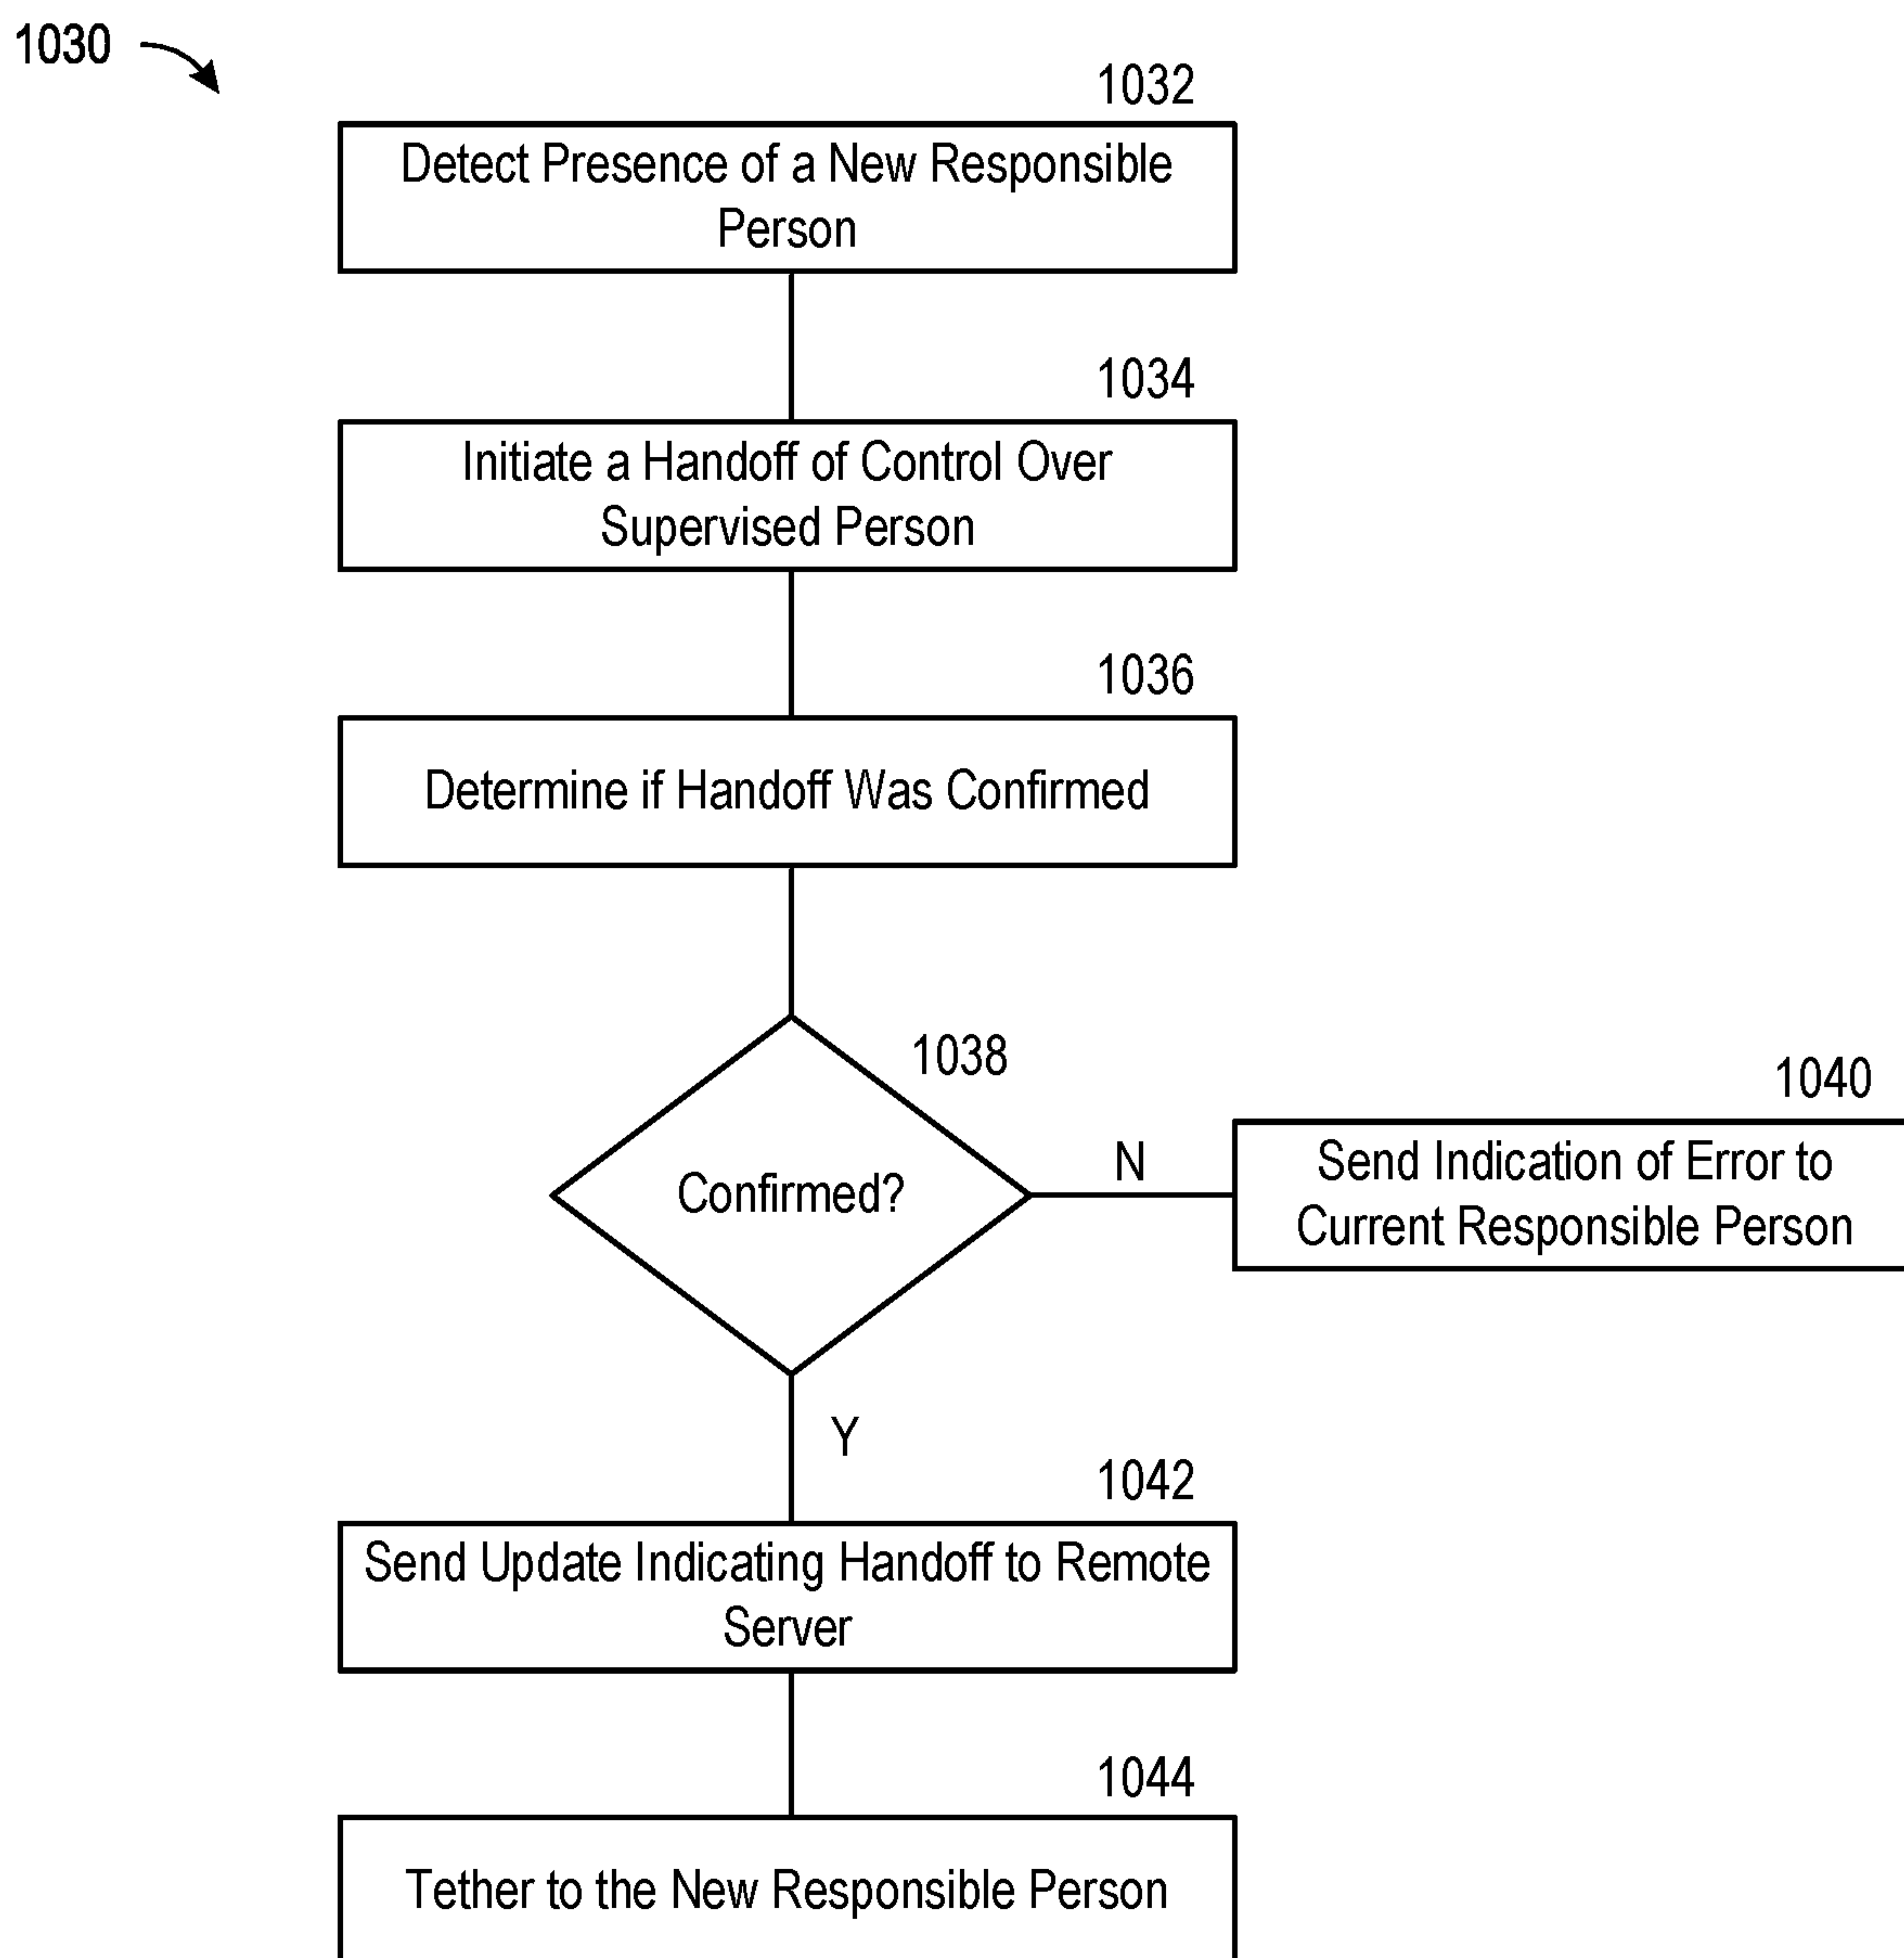 1030
1032
Detect Presence of a New Responsible
Person
1034
Initiate a Handoff of Control Over
Supervised Person
1036
Determine if Handoff Was Confirmed
1038
Confirmed?
N
1040
Send Indication of Error to
Current Responsible Person
Y
1042
Send Update Indicating Handoff to Remote
Server
1044
Tether to the New Responsible Person